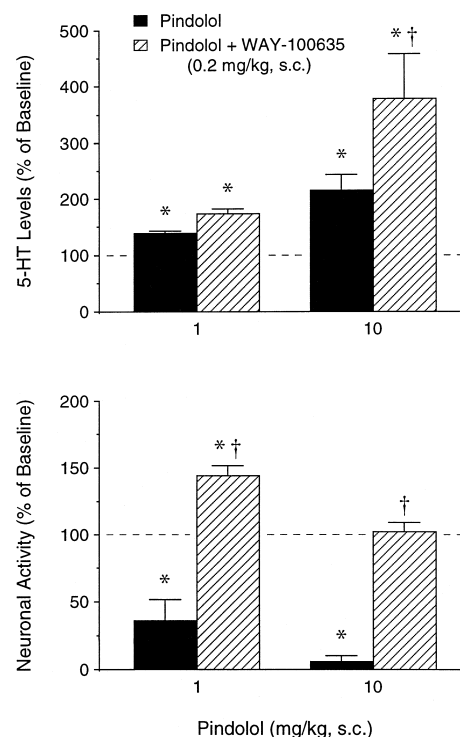 Pindolol
Pindolol + WAY-100635
(0.2 mg/kg, s.c.)
5-HT Levels (% of Baseline)
500
400
300
200
100
0
* * * *†
1 10
Neuronal Activity (% of Baseline)
200
150
100
50
0
* *† * †
1 10
Pindolol (mg/kg, s.c.)